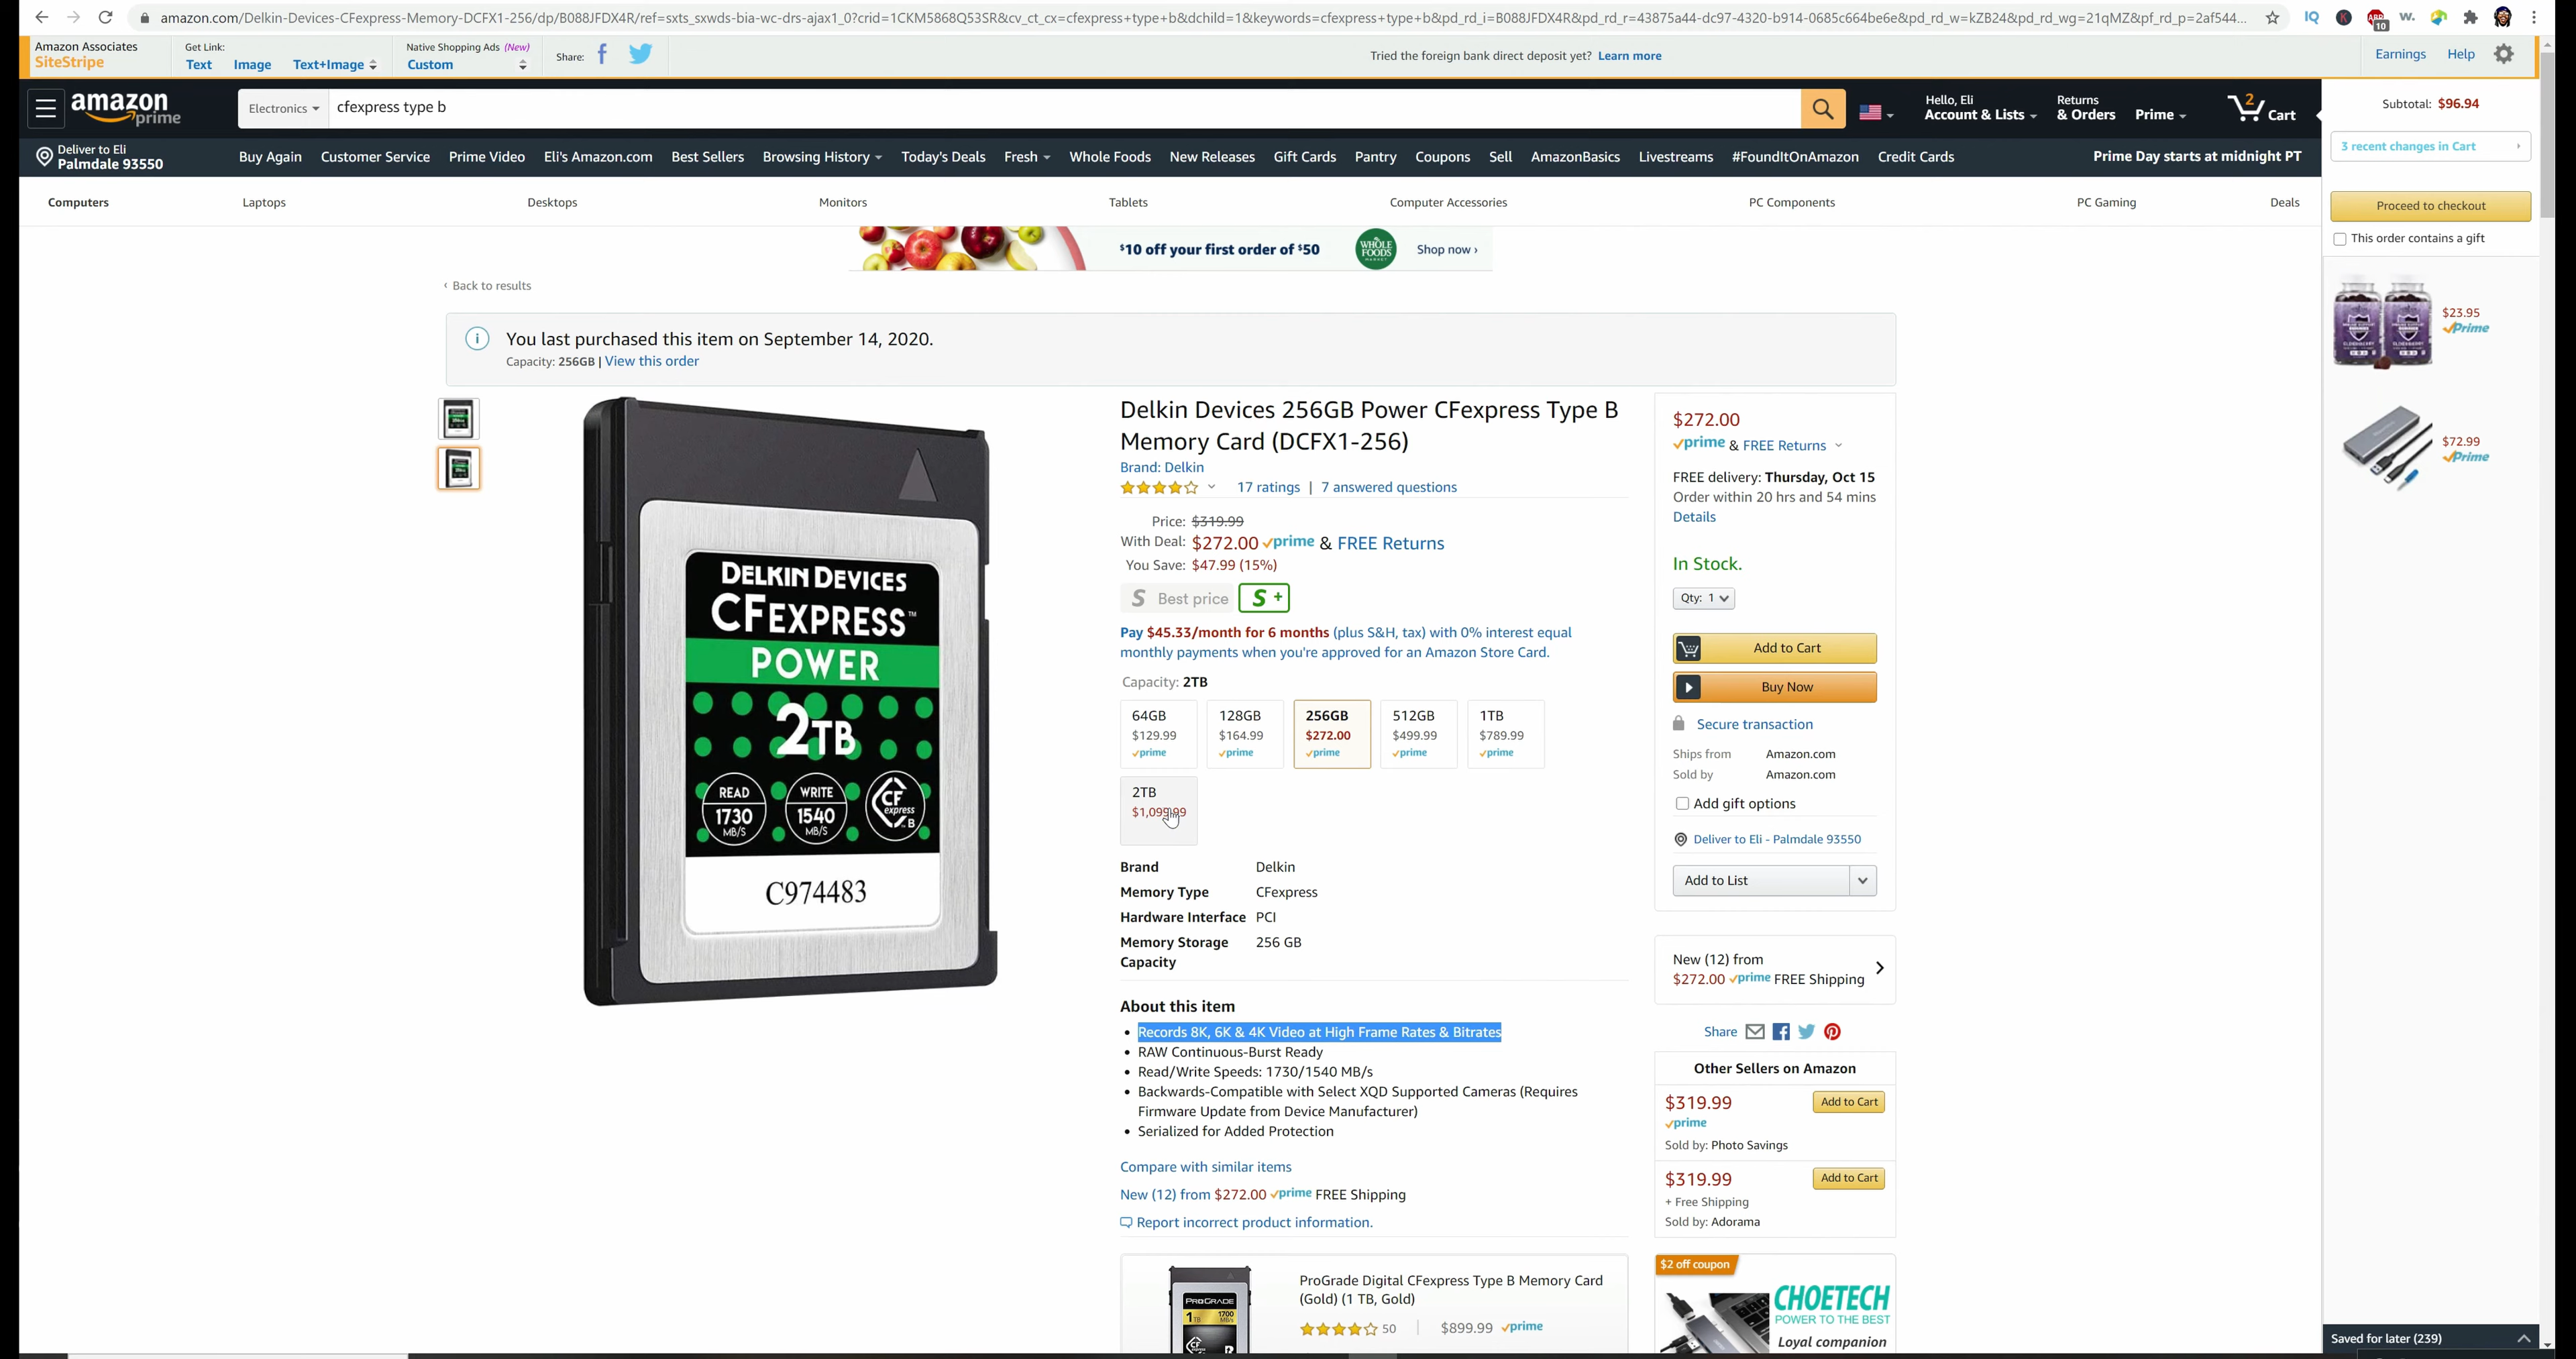 amazon.com/Delkin-Devices-CFexpress-Memory-DCFX1-256/dp/B088JFDX4R/ref=sxts_sxwds-bia-wc-drs-ajax1_0?crid=1CKM5868Q53SR&cv_ct_cx=cfexpress+type+b&dchild=1&keywords=cfexpress+type+b&pd_rd_i=B088JFDX4R&pd_rd_r=43875a44-dc97-4320-b914-0685c664be6e&pd_rd_w=kZB24&pd_rd_wg=21qMZ&pf_rd_p=2af544...
IQ K ABP 10 w.
Amazon Associates
SiteStripe
Get Link:
Text Image Text+Image
Native Shopping Ads (New)
Custom
Share:
Tried the foreign bank direct deposit yet? Learn more
Earnings Help
amazon
prime
Electronics
cfexpress type b
Hello, Eli
Account & Lists
Returns
& Orders
Prime
2
Cart
Deliver to Eli
Palmdale 93550
Buy Again Customer Service Prime Video Eli's Amazon.com Best Sellers Browsing History Today's Deals Fresh Whole Foods New Releases Gift Cards Pantry Coupons Sell AmazonBasics Livestreams #FoundItOnAmazon Credit Cards
Prime Day starts at midnight PT
Computers Laptops Desktops Monitors Tablets Computer Accessories PC Components PC Gaming Deals
$10 off your first order of $50
WHOLE
FOODS
MARKET
Shop now ›
‹ Back to results
You last purchased this item on September 14, 2020.
Capacity: 256GB | View this order
DELKIN DEVICES
CFEXPRESS™
POWER
2TB
READ
1730
MB/S
WRITE
1540
MB/S
CF
express
™B
C974483
Delkin Devices 256GB Power CFexpress Type B
Memory Card (DCFX1-256)
Brand: Delkin
17 ratings | 7 answered questions
Price: $319.99
With Deal: $272.00 prime & FREE Returns
You Save: $47.99 (15%)
S Best price S +
Pay $45.33/month for 6 months (plus S&H, tax) with 0% interest equal
monthly payments when you're approved for an Amazon Store Card.
Capacity: 2TB
64GB
$129.99
prime
128GB
$164.99
prime
256GB
$272.00
prime
512GB
$499.99
prime
1TB
$789.99
prime
2TB
$1,099.99
Brand Delkin
Memory Type CFexpress
Hardware Interface PCI
Memory Storage 256 GB
Capacity
About this item
• Records 8K, 6K & 4K Video at High Frame Rates & Bitrates
• RAW Continuous-Burst Ready
• Read/Write Speeds: 1730/1540 MB/s
• Backwards-Compatible with Select XQD Supported Cameras (Requires
Firmware Update from Device Manufacturer)
• Serialized for Added Protection
Compare with similar items
New (12) from $272.00 prime FREE Shipping
Report incorrect product information.
PROGRADE
1TB
1700
MB/s
ProGrade Digital CFexpress Type B Memory Card
(Gold) (1 TB, Gold)
50 | $899.99 prime
$272.00
prime & FREE Returns
FREE delivery: Thursday, Oct 15
Order within 20 hrs and 54 mins
Details
In Stock.
Qty: 1
Add to Cart
Buy Now
Secure transaction
Ships from Amazon.com
Sold by Amazon.com
Add gift options
Deliver to Eli - Palmdale 93550
Add to List
New (12) from
$272.00 prime FREE Shipping
Share
Other Sellers on Amazon
$319.99
Add to Cart
prime
Sold by: Photo Savings
$319.99
Add to Cart
+ Free Shipping
Sold by: Adorama
$2 off coupon
CHOETECH
POWER TO THE BEST
Loyal companion
Subtotal: $96.94
3 recent changes in Cart
Proceed to checkout
This order contains a gift
$23.95
prime
$72.99
prime
Saved for later (239)